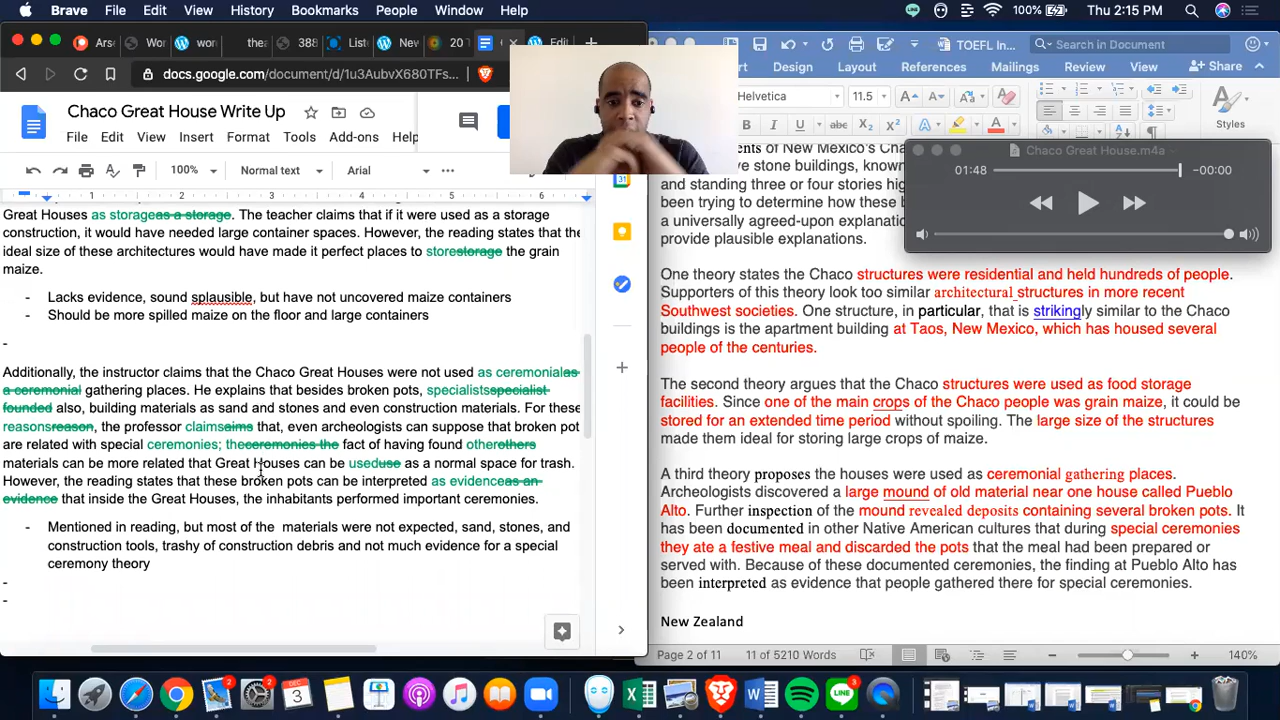 Brave File Edit View History Bookmarks People Window Help 100% Thu 2:15 PM
Arse Wor wor the 388 List New 20 T Edit
docs.google.com/document/d/1u3AubvX680TFs...
TOEFL In... Search in Document
Design Layout References Mailings Review View Share
Chaco Great House Write Up
File Edit View Insert Format Tools Add-ons Help
100% Normal text Arial
Helvetica 11.5
B I U abc X₂ X² A A Styles
1 2 3 4 5 6
Chaco Great House.m4a
01:48 -00:00
Great Houses as storageas a storage. The teacher claims that if it were used as a storage
construction, it would have needed large container spaces. However, the reading states that the
ideal size of these architectures would have made it perfect places to storestorage the grain
maize.
- Lacks evidence, sound splausible, but have not uncovered maize containers
- Should be more spilled maize on the floor and large containers
-
Additionally, the instructor claims that the Chaco Great Houses were not used as ceremonialas
a ceremonial gathering places. He explains that besides broken pots, specialistsspecialist
founded also, building materials as sand and stones and even construction materials. For these
reasonsreason, the professor claimsaims that, even archeologists can suppose that broken pot
are related with special ceremonies; theceremonies the fact of having found otherothers
materials can be more related that Great Houses can be useduse as a normal space for trash.
However, the reading states that these broken pots can be interpreted as evidenceas an
evidence that inside the Great Houses, the inhabitants performed important ceremonies.
- Mentioned in reading, but most of the materials were not expected, sand, stones, and
construction tools, trashy of construction debris and not much evidence for a special
ceremony theory
-
-
ents of New Mexico's Cha
ve stone buildings, known
and standing three or four stories hig
been trying to determine how these b
a universally agreed-upon explanation
provide plausible explanations.
One theory states the Chaco structures were residential and held hundreds of people.
Supporters of this theory look too similar architectural structures in more recent
Southwest societies. One structure, in particular, that is strikingly similar to the Chaco
buildings is the apartment building at Taos, New Mexico, which has housed several
people of the centuries.
The second theory argues that the Chaco structures were used as food storage
facilities. Since one of the main crops of the Chaco people was grain maize, it could be
stored for an extended time period without spoiling. The large size of the structures
made them ideal for storing large crops of maize.
A third theory proposes the houses were used as ceremonial gathering places.
Archeologists discovered a large mound of old material near one house called Pueblo
Alto. Further inspection of the mound revealed deposits containing several broken pots. It
has been documented in other Native American cultures that during special ceremonies
they ate a festive meal and discarded the pots that the meal had been prepared or
served with. Because of these documented ceremonies, the finding at Pueblo Alto has
been interpreted as evidence that people gathered there for special ceremonies.
New Zealand
Page 2 of 11 11 of 5210 Words 140%